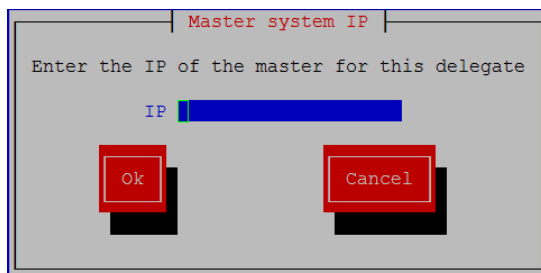 Master system IP
Enter the IP of the master for this delegate
IP
Ok Cancel